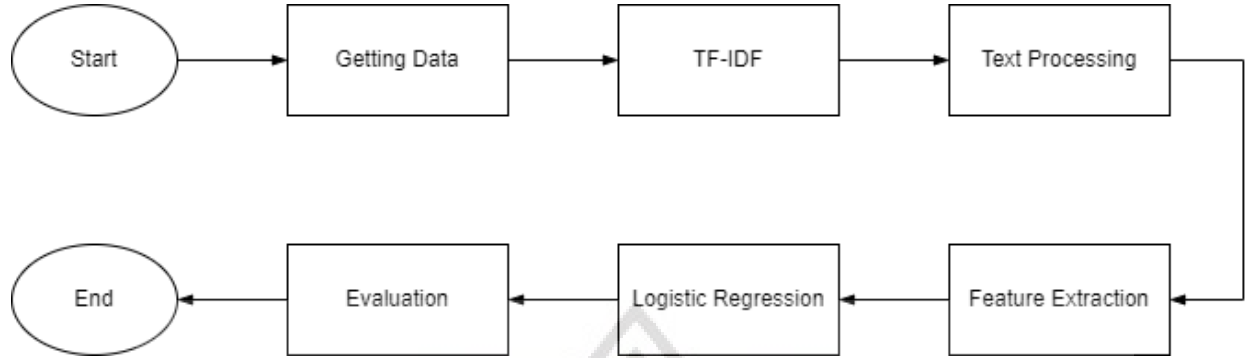 Start
Getting Data
TF-IDF
Text Processing
Feature Extraction
Logistic Regression
Evaluation
End